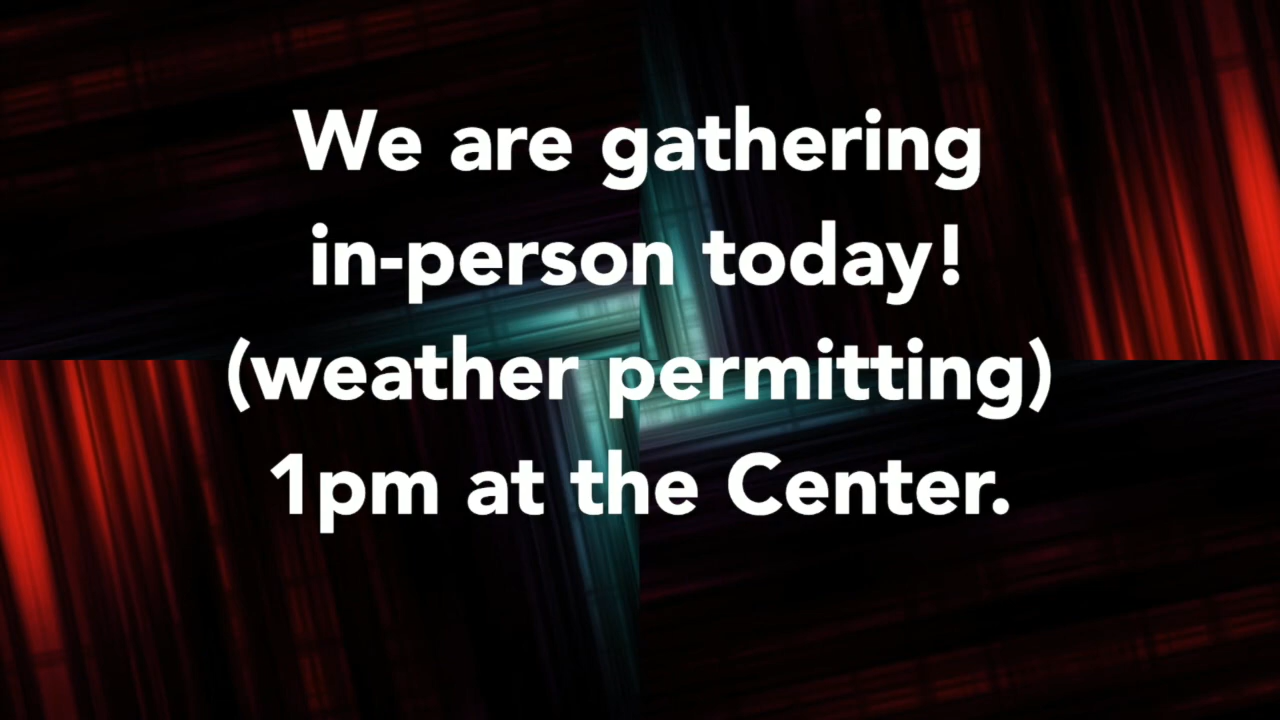 We are gathering
in-person today!
(weather permitting)
1pm at the Center.